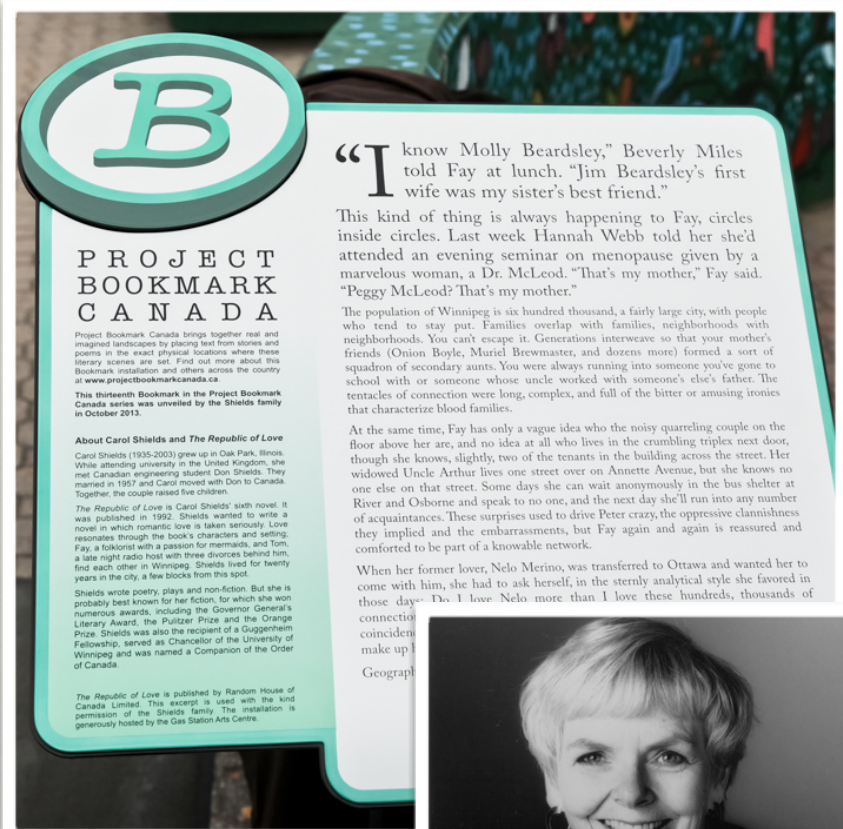 B
PROJECT
BOOKMARK
CANADA
Project Bookmark Canada brings together real and
imagined landscapes by placing text from stories and
poems in the exact physical locations where these
literary scenes are set. Find out more about this
Bookmark installation and others across the country
at www.projectbookmarkcanada.ca.
This thirteenth Bookmark in the Project Bookmark
Canada series was unveiled by the Shields family
in October 2013.
About Carol Shields and The Republic of Love
Carol Shields (1935-2003) grew up in Oak Park, Illinois.
While attending university in the United Kingdom, she
met Canadian engineering student Don Shields. They
married in 1957 and Carol moved with Don to Canada.
Together, the couple raised five children.
The Republic of Love is Carol Shields' sixth novel. It
was published in 1992. Shields wanted to write a
novel in which romantic love is taken seriously. Love
resonates through the book's characters and setting;
Fay, a folklorist with a passion for mermaids, and Tom,
a late night radio host with three divorces behind him,
find each other in Winnipeg. Shields lived for twenty
years in the city, a few blocks from this spot.
Shields wrote poetry, plays and non-fiction. But she is
probably best known for her fiction, for which she won
numerous awards, including the Governor General's
Literary Award, the Pulitzer Prize and the Orange
Prize. Shields was also the recipient of a Guggenheim
Fellowship, served as Chancellor of the University of
Winnipeg and was named a Companion of the Order
of Canada.
The Republic of Love is published by Random House of
Canada Limited. This excerpt is used with the kind
permission of the Shields family. The installation is
generously hosted by the Gas Station Arts Centre.
“I know Molly Beardsley,” Beverly Miles
told Fay at lunch. “Jim Beardsley's first
wife was my sister's best friend.”
This kind of thing is always happening to Fay, circles
inside circles. Last week Hannah Webb told her she'd
attended an evening seminar on menopause given by a
marvelous woman, a Dr. McLeod. “That's my mother,” Fay said.
“Peggy McLeod? That's my mother.”
The population of Winnipeg is six hundred thousand, a fairly large city, with people
who tend to stay put. Families overlap with families, neighborhoods with
neighborhoods. You can't escape it. Generations interweave so that your mother's
friends (Onion Boyle, Muriel Brewmaster, and dozens more) formed a sort of
squadron of secondary aunts. You were always running into someone you've gone to
school with or someone whose uncle worked with someone's else's father. The
tentacles of connection were long, complex, and full of the bitter or amusing ironies
that characterize blood families.
At the same time, Fay has only a vague idea who the noisy quarreling couple on the
floor above her are, and no idea at all who lives in the crumbling triplex next door,
though she knows, slightly, two of the tenants in the building across the street. Her
widowed Uncle Arthur lives one street over on Annette Avenue, but she knows no
one else on that street. Some days she can wait anonymously in the bus shelter at
River and Osborne and speak to no one, and the next day she'll run into any number
of acquaintances. These surprises used to drive Peter crazy, the oppressive clannishness
they implied and the embarrassments, but Fay again and again is reassured and
comforted to be part of a knowable network.
When her former lover, Nelo Merino, was transferred to Ottawa and wanted her to
come with him, she had to ask herself, in the sternly analytical style she favored in
those days: Do I love Nelo more than I love these hundreds, thousands of
connectio
coinciden
make up
Geograp